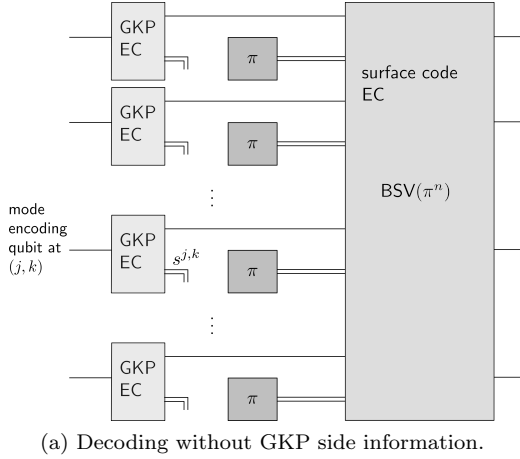 GKP
EC
π
surface code
EC
GKP
EC
π
⋮
BSV(πⁿ)
mode
encoding
qubit at
(j, k)
GKP
EC
s^{j,k}
π
⋮
GKP
EC
π
(a) Decoding without GKP side information.